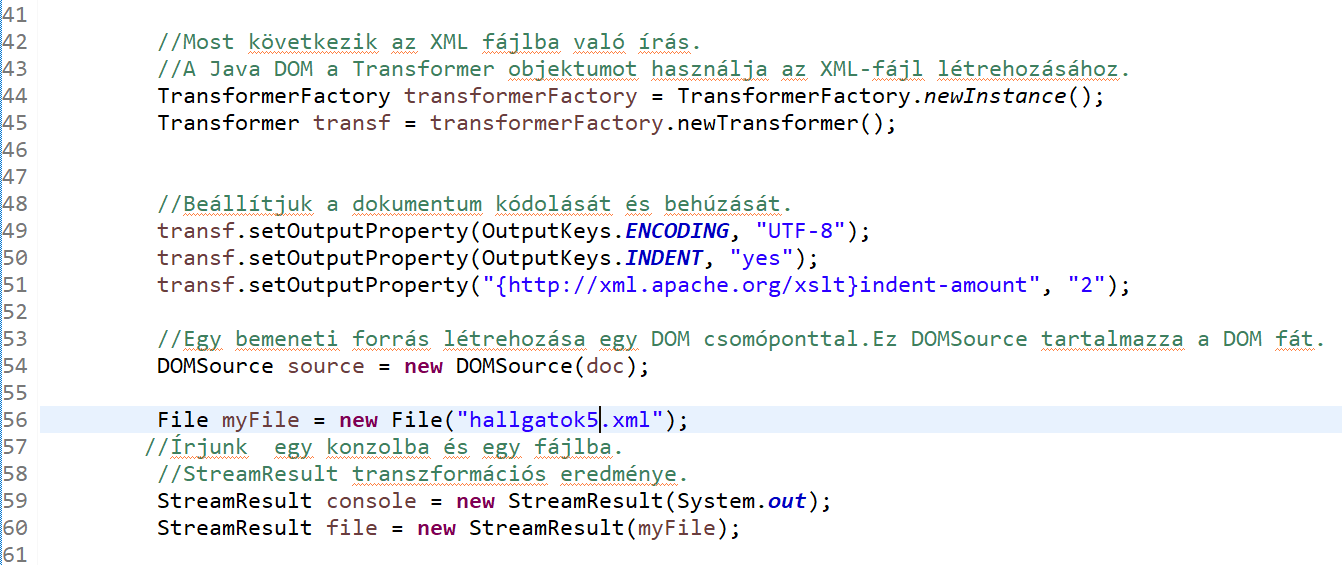 41
42 //Most következik az XML fájlba való írás.
43 //A Java DOM a Transformer objektumot használja az XML-fájl létrehozásához.
44 TransformerFactory transformerFactory = TransformerFactory.newInstance();
45 Transformer transf = transformerFactory.newTransformer();
46
47
48 //Beállítjuk a dokumentum kódolását és behúzását.
49 transf.setOutputProperty(OutputKeys.ENCODING, "UTF-8");
50 transf.setOutputProperty(OutputKeys.INDENT, "yes");
51 transf.setOutputProperty("{http://xml.apache.org/xslt}indent-amount", "2");
52
53 //Egy bemeneti forrás létrehozása egy DOM csomóponttal.Ez DOMSource tartalmazza a DOM fát.
54 DOMSource source = new DOMSource(doc);
55
56 File myFile = new File("hallgatok5.xml");
57 //Írjunk  egy konzolba és egy fájlba.
58 //StreamResult transzformációs eredménye.
59 StreamResult console = new StreamResult(System.out);
60 StreamResult file = new StreamResult(myFile);
61